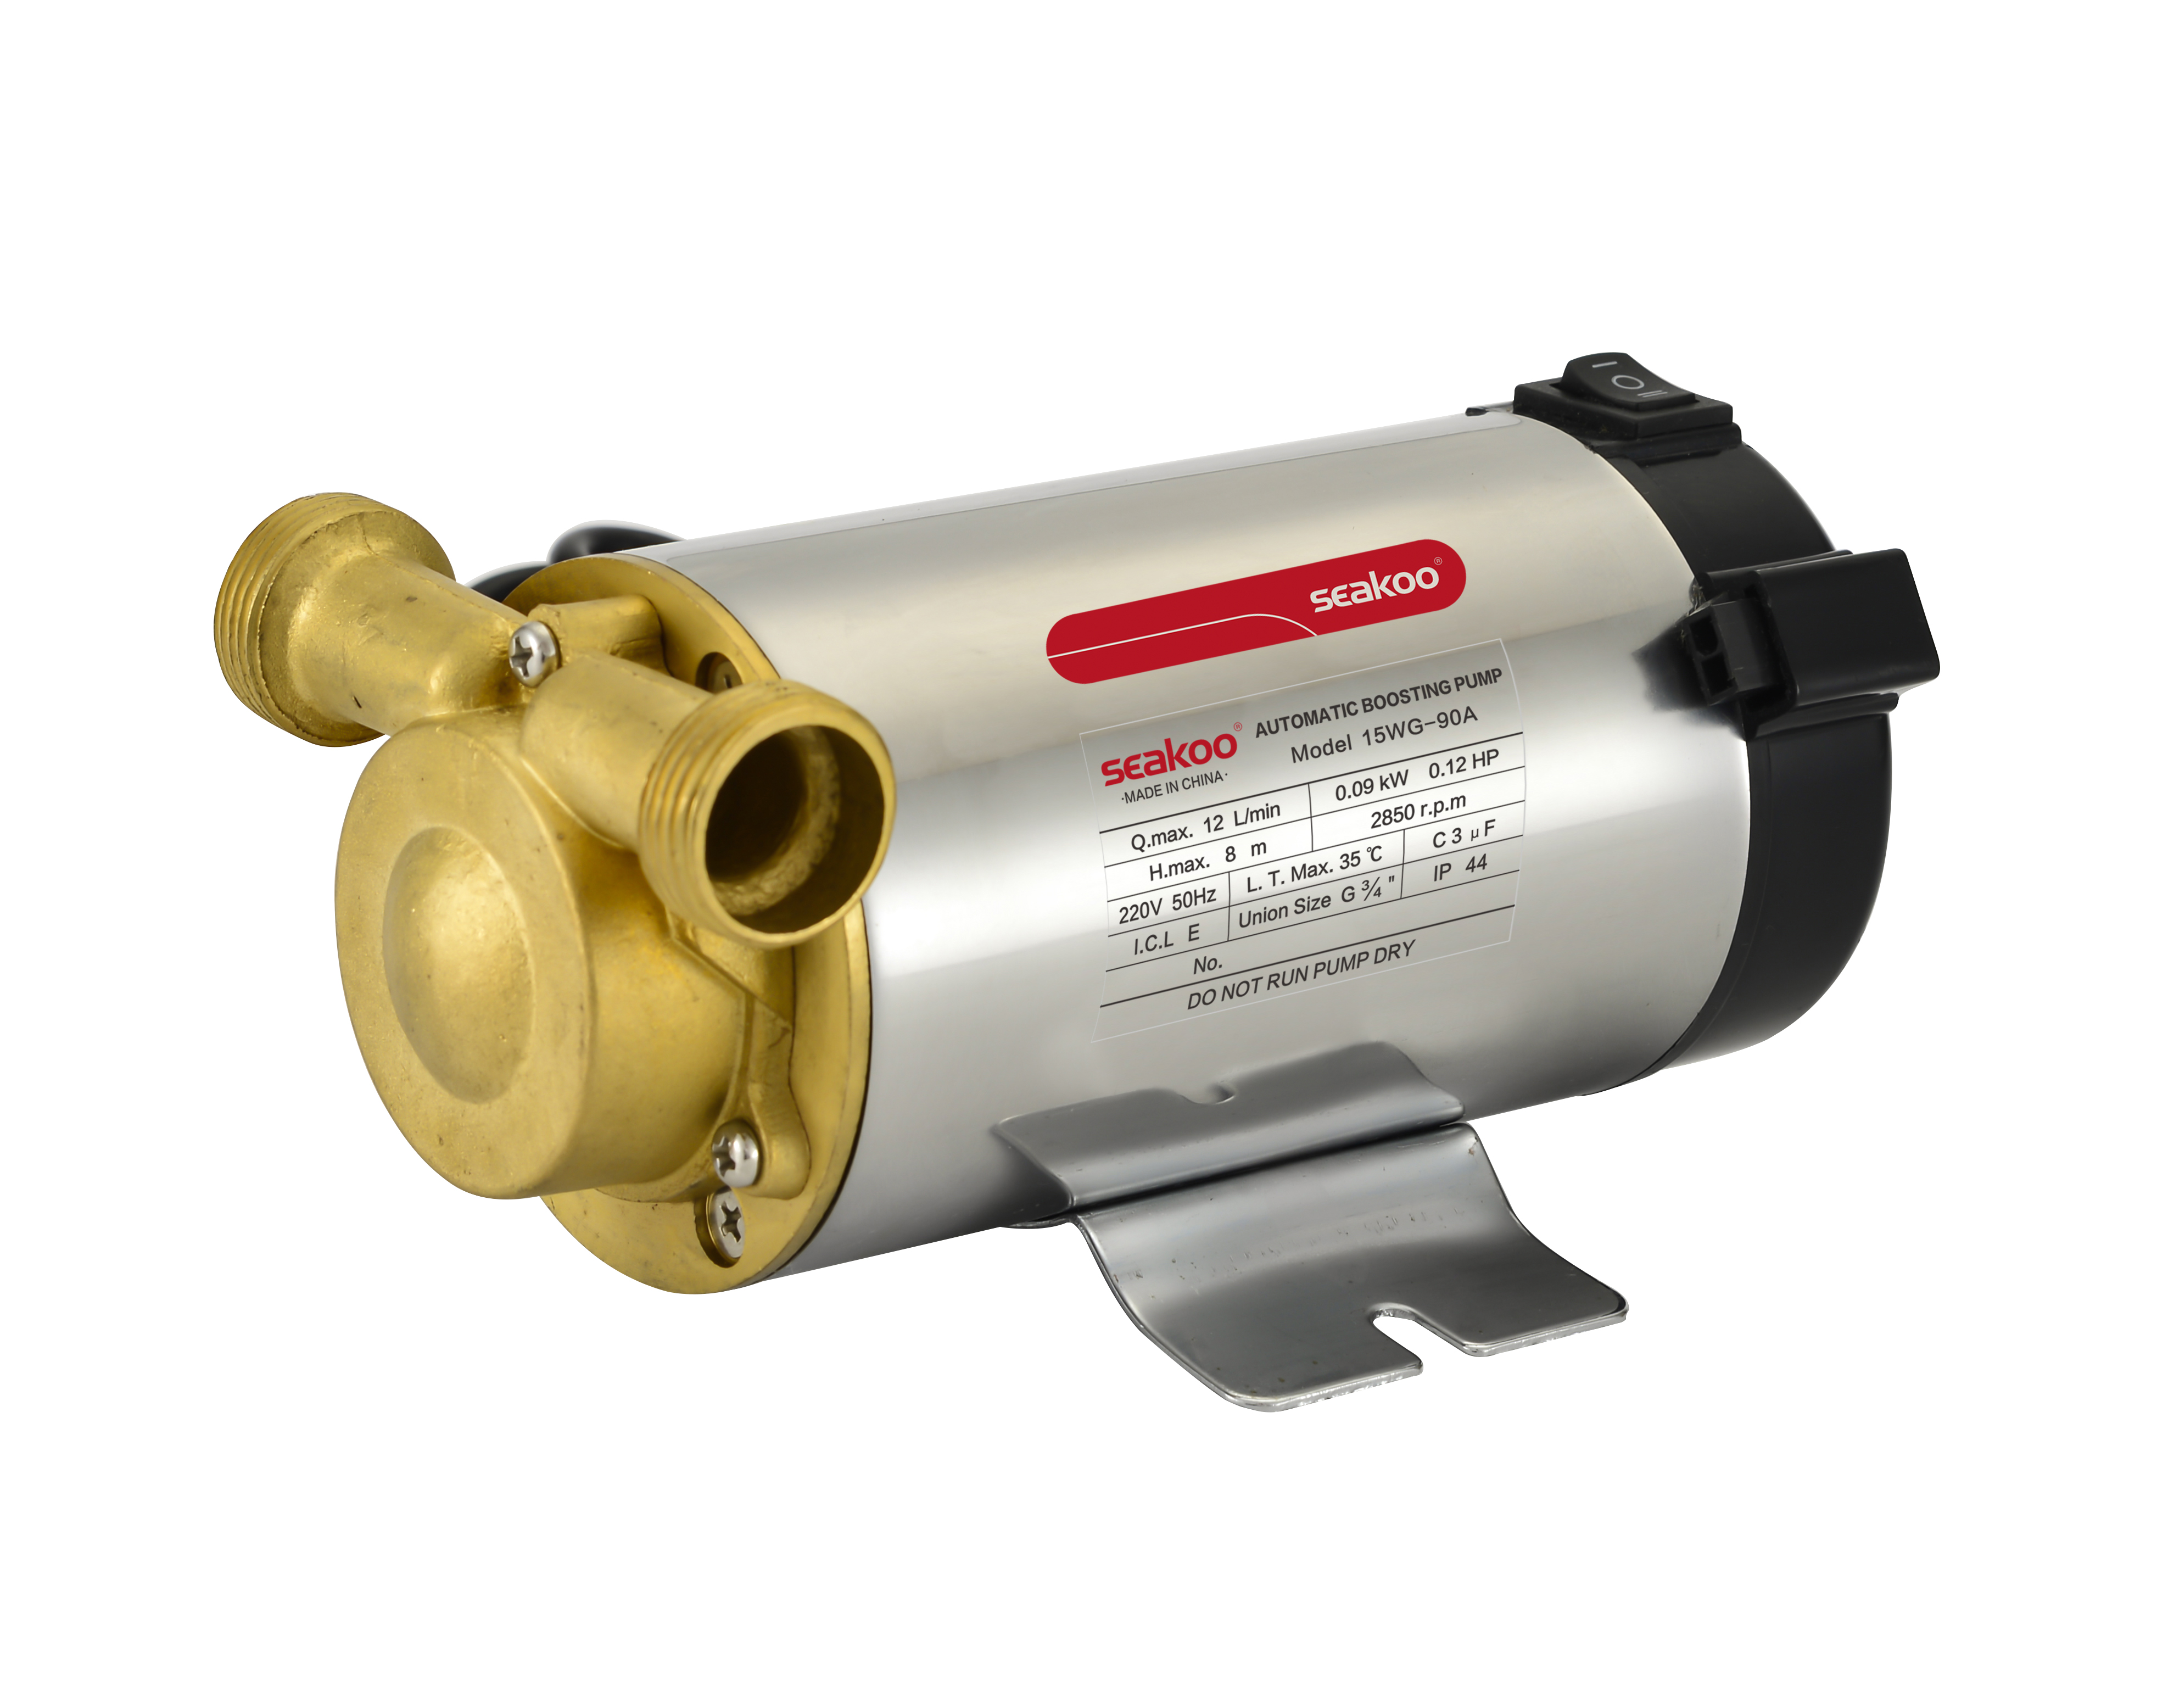 seakoo®
seakoo® AUTOMATIC BOOSTING PUMP
·MADE IN CHINA· Model 15WG-90A
Q.max. 12 L/min 0.09 kW 0.12 HP
H.max. 8 m 2850 r.p.m
220V 50Hz L. T. Max. 35 ℃ C 3 μF
I.C.L E Union Size G ¾" IP 44
No.
DO NOT RUN PUMP DRY